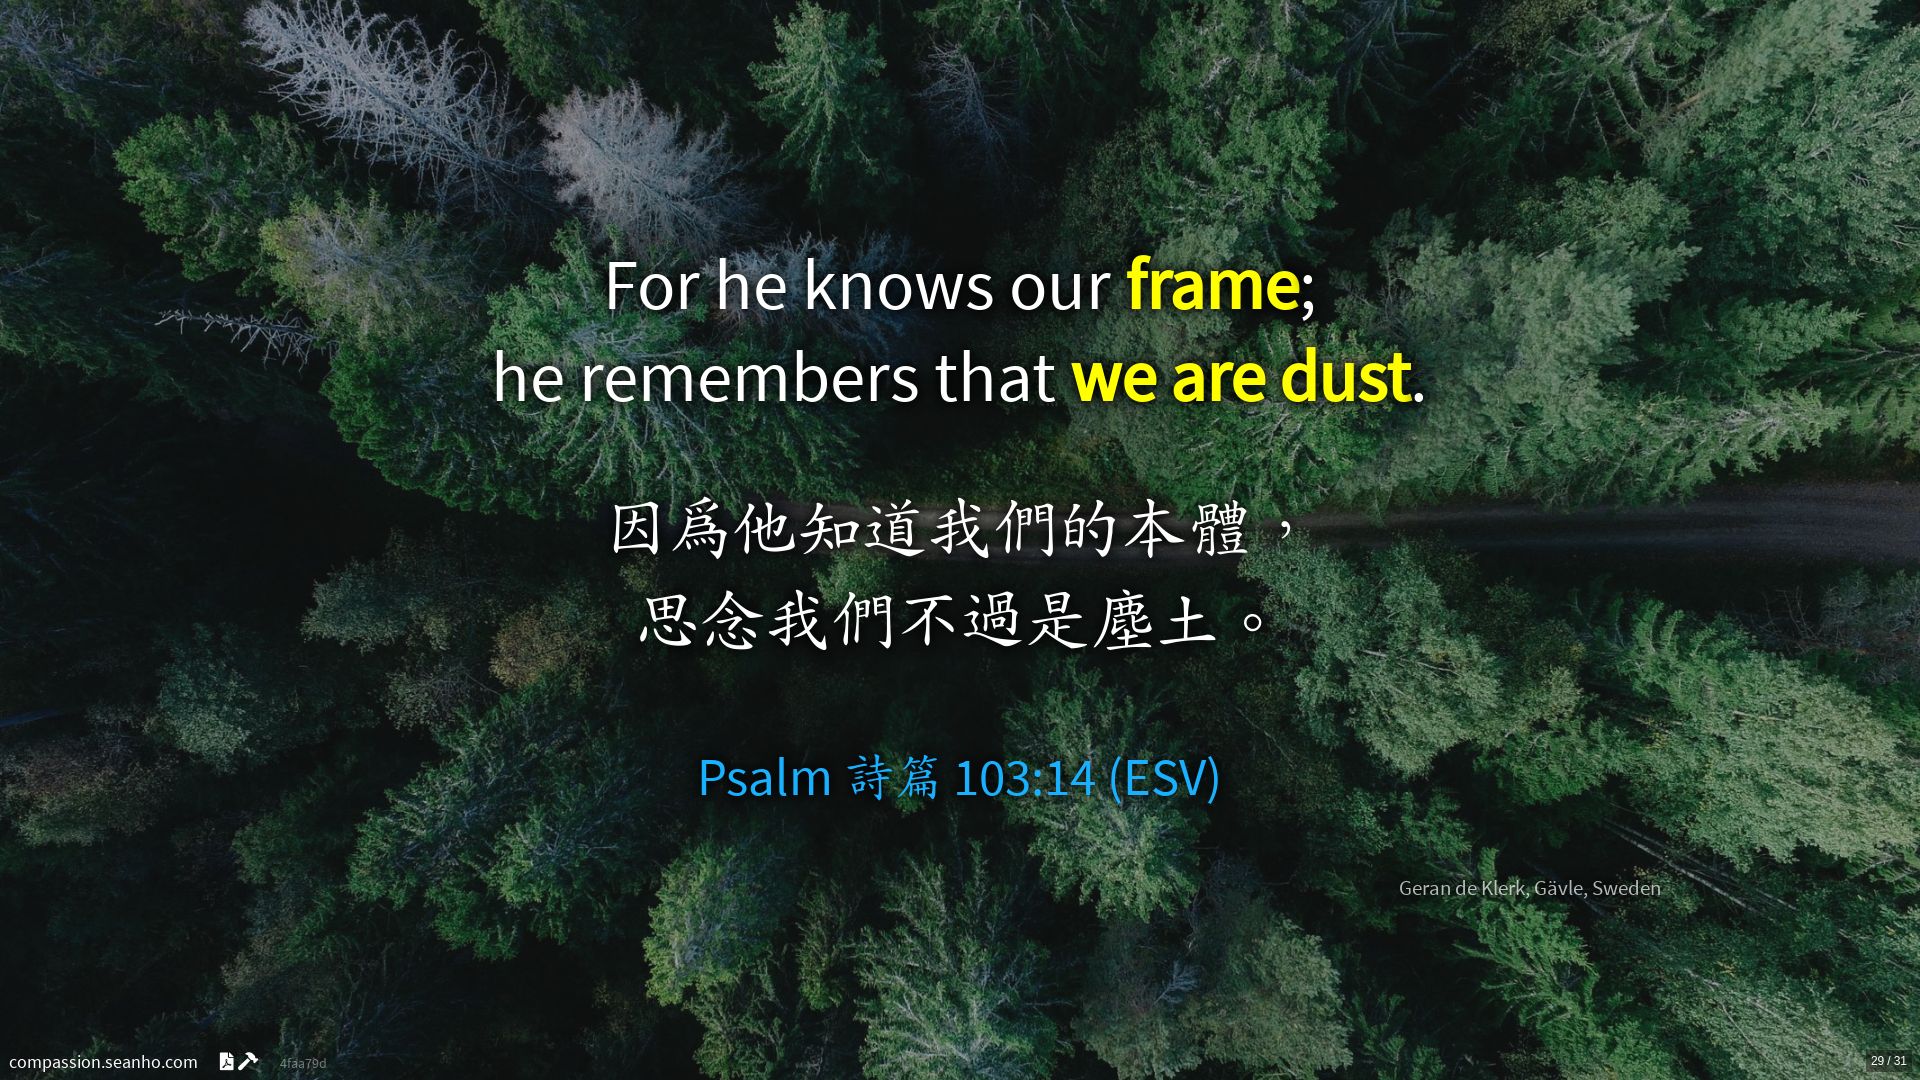 For he knows our frame;
he remembers that we are dust.
因爲他知道我們的本體，
思念我們不過是塵土。
Psalm 詩篇 103:14 (ESV)
Geran de Klerk, Gävle, Sweden
compassion.seanho.com 4faa79d
29 / 31